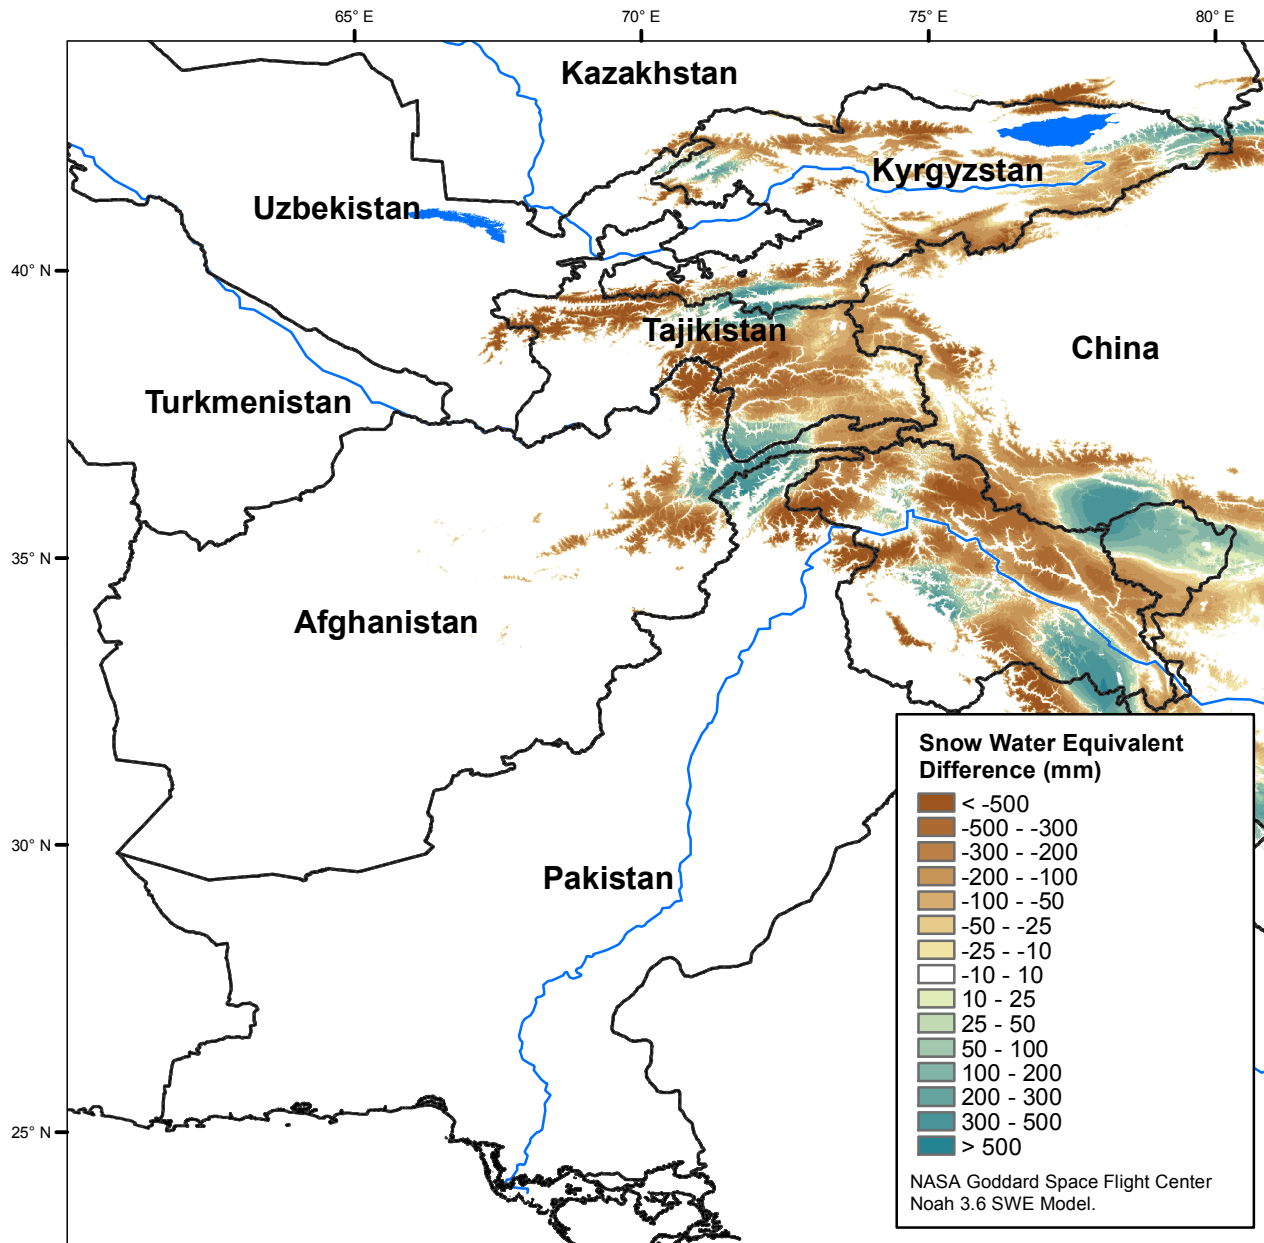 65° E
70° E
75° E
80° E
Kazakhstan
Kyrgyzstan
Uzbekistan
40° N
Tajikistan
China
Turkmenistan
35° N
Afghanistan
30° N
Pakistan
25° N
Snow Water Equivalent
Difference (mm)
< -500
-500 - -300
-300 - -200
-200 - -100
-100 - -50
-50 - -25
-25 - -10
-10 - 10
10 - 25
25 - 50
50 - 100
100 - 200
200 - 300
300 - 500
> 500
NASA Goddard Space Flight Center
Noah 3.6 SWE Model.